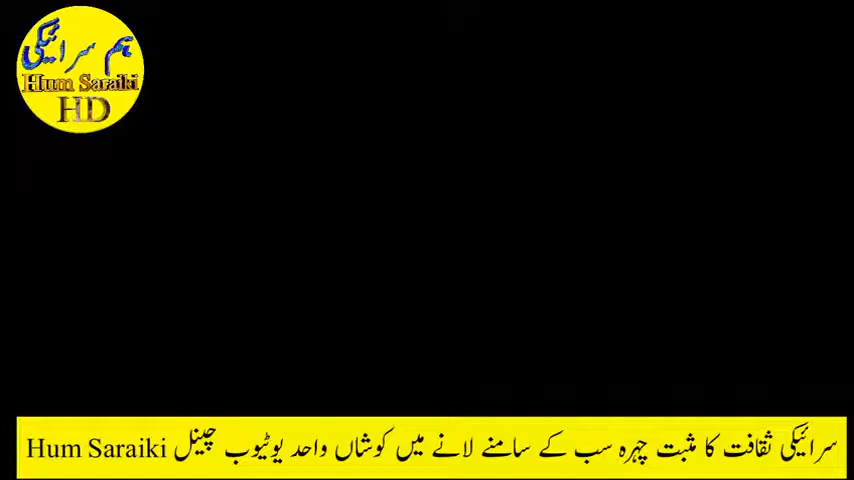 ہم سرائیکی
Hum Saraiki
HD
سرائیکی ثقافت کا مثبت چہرہ سب کے سامنے لانے میں کوشاں واحد یوٹیوب چینل Hum Saraiki